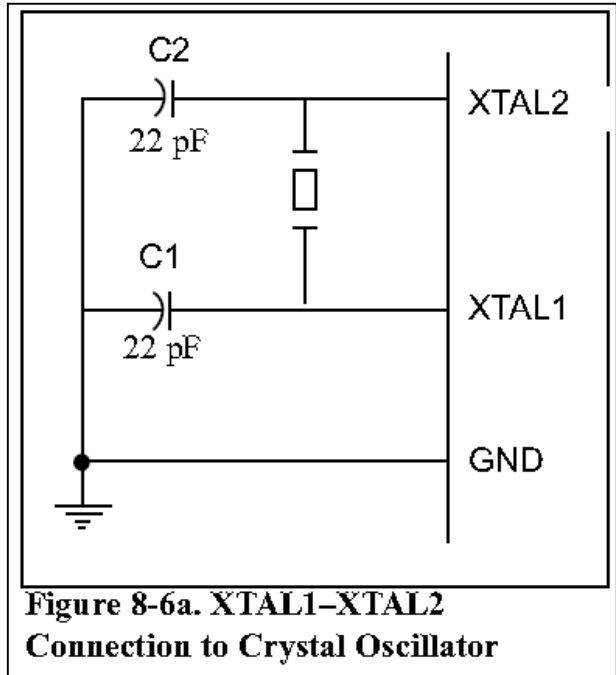 C2
XTAL2
22 pF
C1
XTAL1
22 pF
GND
Figure 8-6a. XTAL1–XTAL2
Connection to Crystal Oscillator